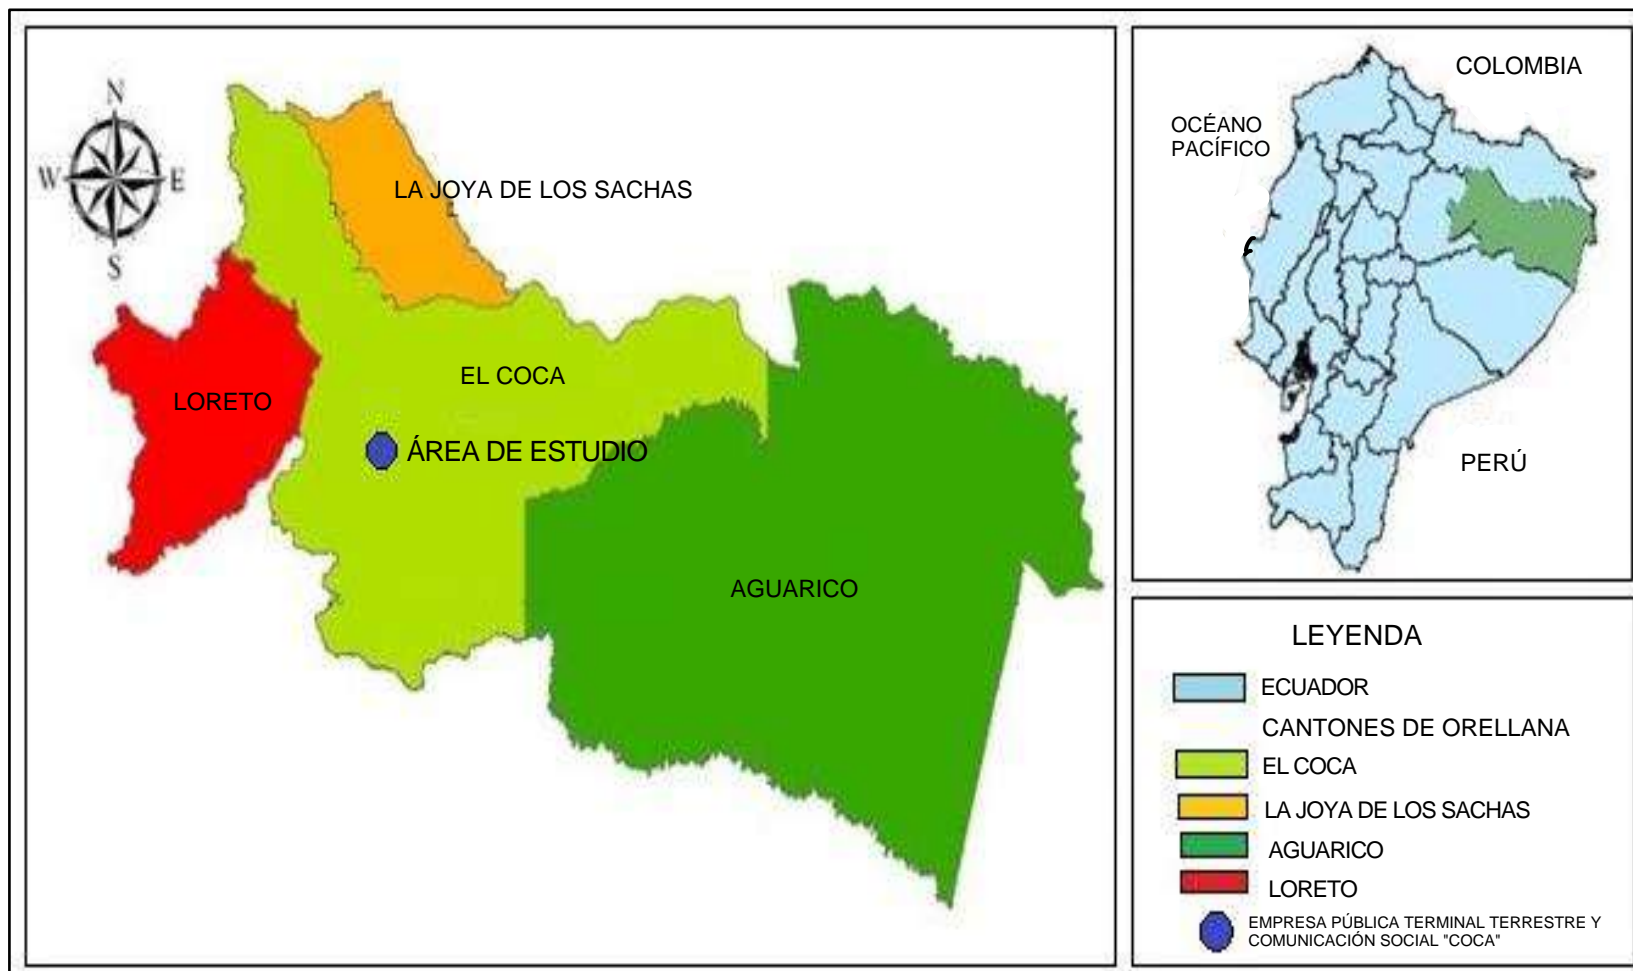 N
W
E
S
LA JOYA DE LOS SACHAS
EL COCA
LORETO
ÁREA DE ESTUDIO
AGUARICO
COLOMBIA
OCÉANO
PACÍFICO
PERÚ
LEYENDA
ECUADOR
CANTONES DE ORELLANA
EL COCA
LA JOYA DE LOS SACHAS
AGUARICO
LORETO
EMPRESA PÚBLICA TERMINAL TERRESTRE Y
COMUNICACIÓN SOCIAL "COCA"